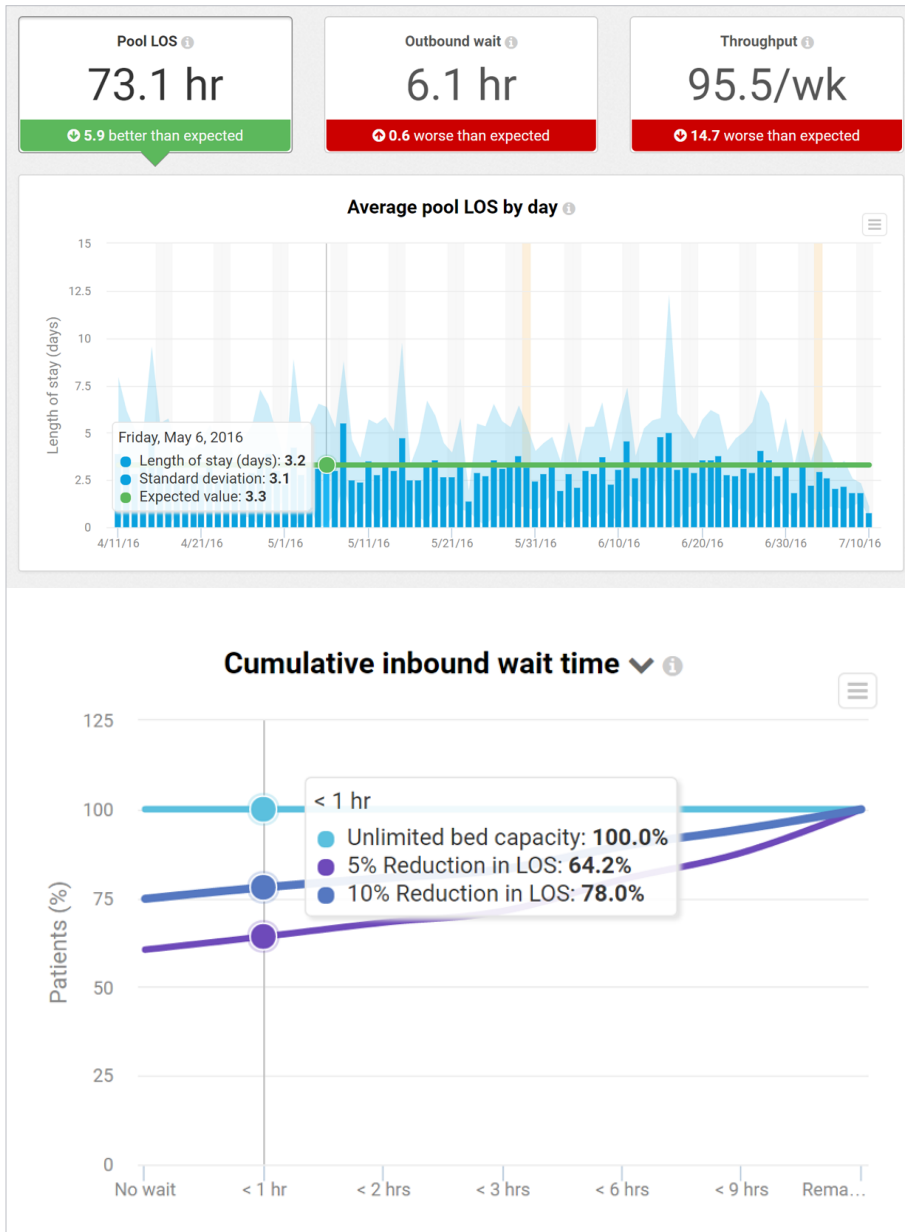 Pool LOS
73.1 hr
5.9 better than expected
Outbound wait
6.1 hr
0.6 worse than expected
Throughput
95.5/wk
14.7 worse than expected
Average pool LOS by day
Length of stay (days)
15
12.5
10
7.5
5
2.5
0
Friday, May 6, 2016
Length of stay (days): 3.2
Standard deviation: 3.1
Expected value: 3.3
4/11/16 4/21/16 5/1/16 5/11/16 5/21/16 5/31/16 6/10/16 6/20/16 6/30/16 7/10/16
Cumulative inbound wait time
Patients (%)
125
100
75
50
25
0
< 1 hr
Unlimited bed capacity: 100.0%
5% Reduction in LOS: 64.2%
10% Reduction in LOS: 78.0%
No wait < 1 hr < 2 hrs < 3 hrs < 6 hrs < 9 hrs Rema...